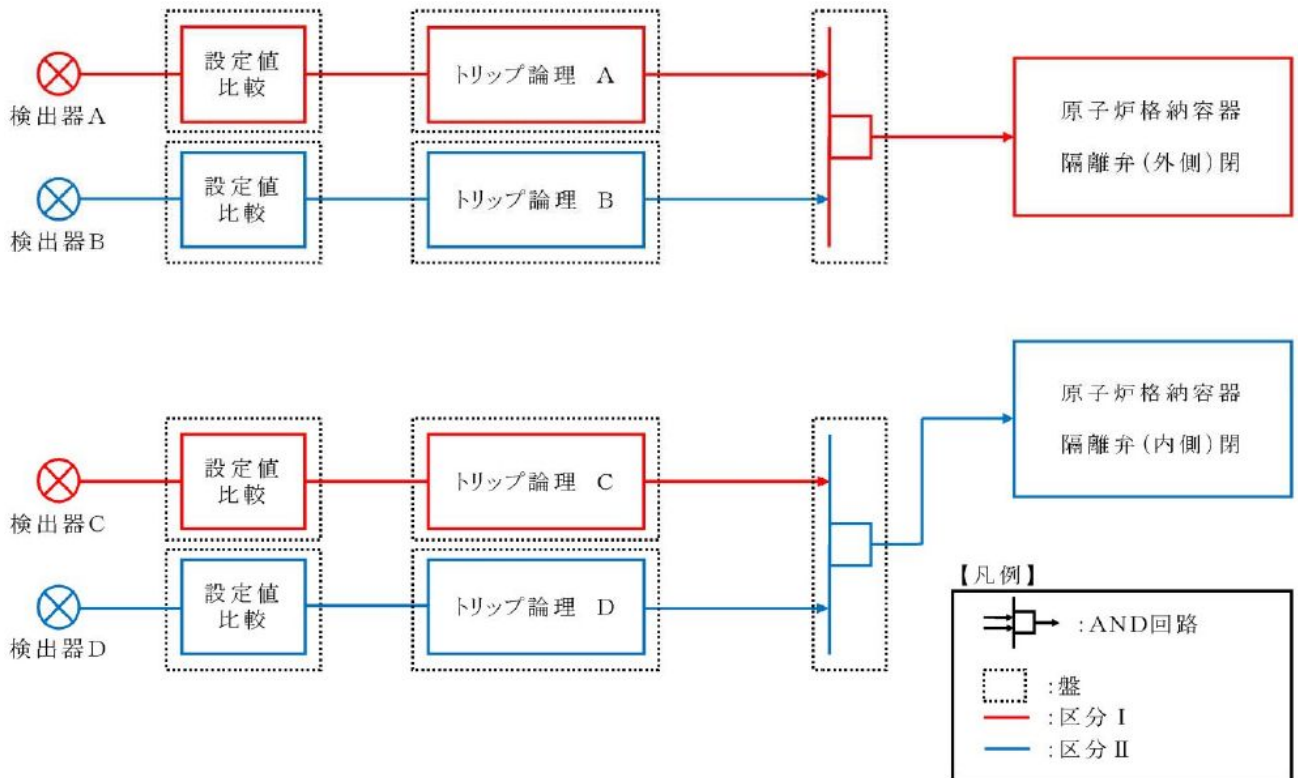 検出器A
設定値
比較
トリップ論理 A
検出器B
設定値
比較
トリップ論理 B
原子炉格納容器
隔離弁(外側)閉
検出器C
設定値
比較
トリップ論理 C
検出器D
設定値
比較
トリップ論理 D
原子炉格納容器
隔離弁(内側)閉
【凡例】
:AND回路
:盤
:区分Ⅰ
:区分Ⅱ